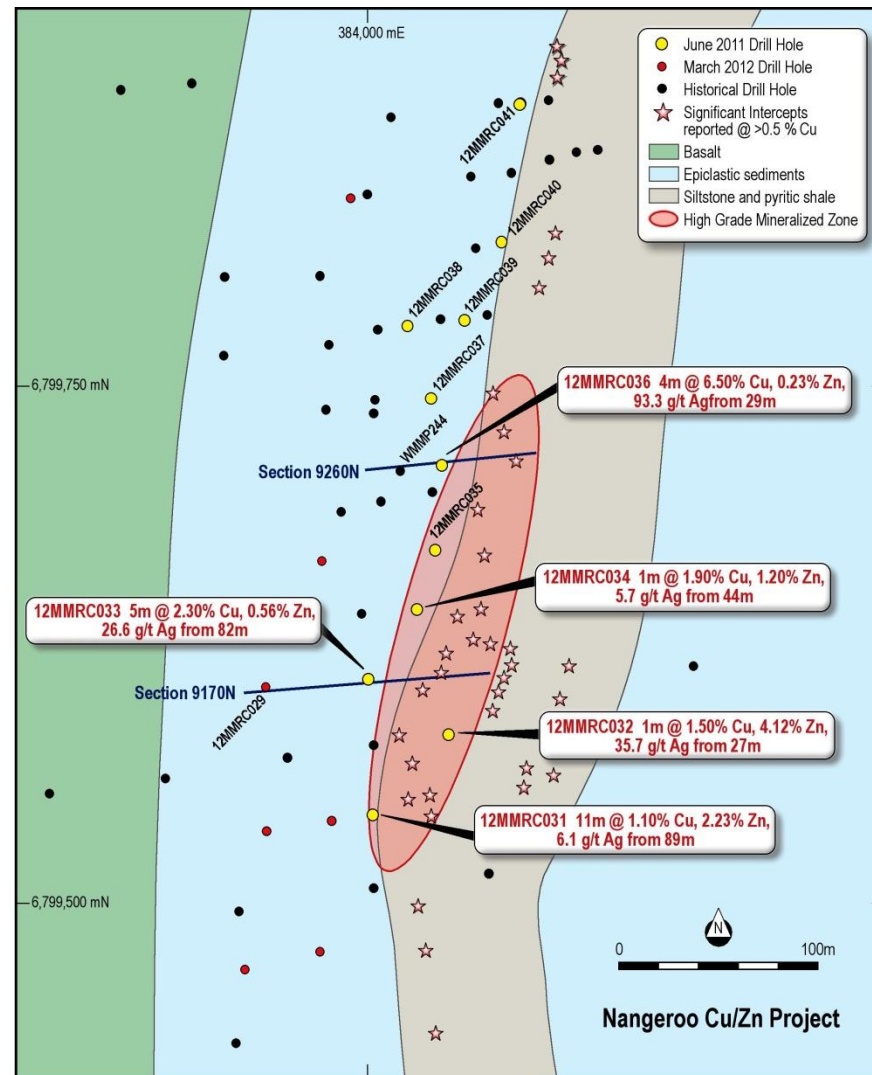 384,000 mE
June 2011 Drill Hole
March 2012 Drill Hole
Historical Drill Hole
Significant Intercepts
reported @ >0.5 % Cu
Basalt
Epiclastic sediments
Siltstone and pyritic shale
High Grade Mineralized Zone
12MMRC041
12MMRC040
12MMRC038
12MMRC039
12MMRC037
6,799,750 mN
12MMRC036 4m @ 6.50% Cu, 0.23% Zn,
93.3 g/t Agfrom 29m
WMMP244
Section 9260N
12MMRC035
12MMRC034 1m @ 1.90% Cu, 1.20% Zn,
5.7 g/t Ag from 44m
12MMRC033 5m @ 2.30% Cu, 0.56% Zn,
26.6 g/t Ag from 82m
Section 9170N
12MMRC029
12MMRC032 1m @ 1.50% Cu, 4.12% Zn,
35.7 g/t Ag from 27m
12MMRC031 11m @ 1.10% Cu, 2.23% Zn,
6.1 g/t Ag from 89m
6,799,500 mN
N
0 100m
Nangeroo Cu/Zn Project